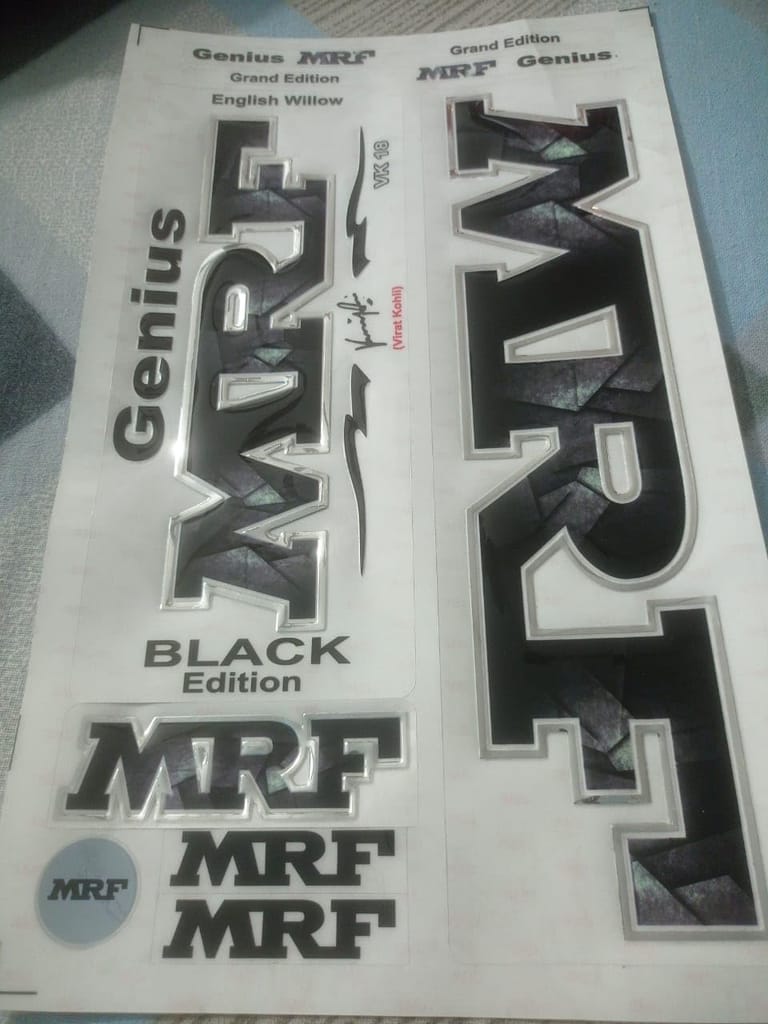 Genius MRF
Grand Edition
English Willow
Genius
MRF
VK 18
(Virat Kohli)
BLACK
Edition
MRF
MRF
MRF
MRF
Grand Edition
MRF Genius
MRF